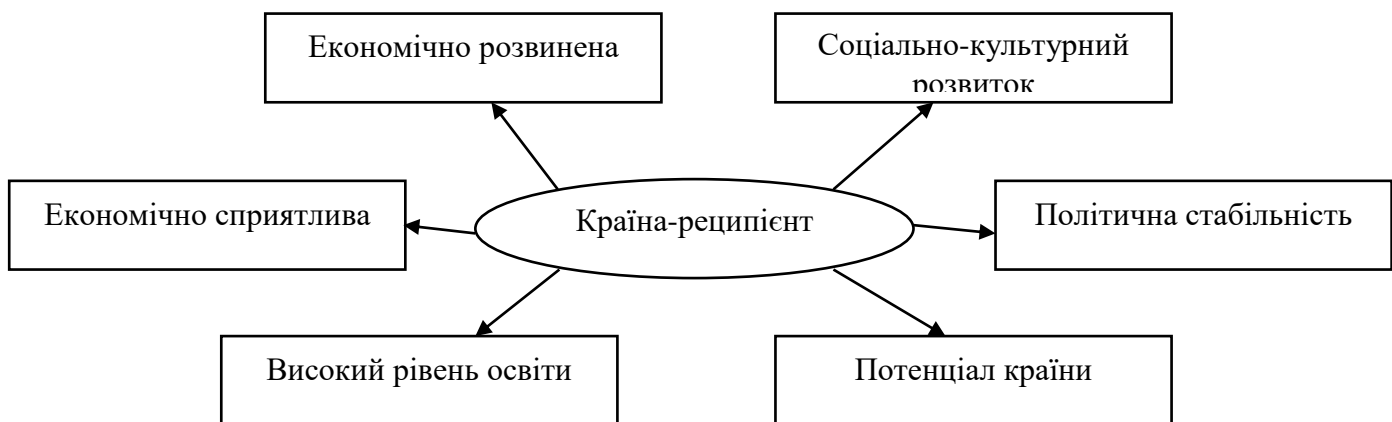 Економічно розвинена
Соціально-культурний
розвиток
Економічно сприятлива
Країна-реципієнт
Політична стабільність
Високий рівень освіти
Потенціал країни